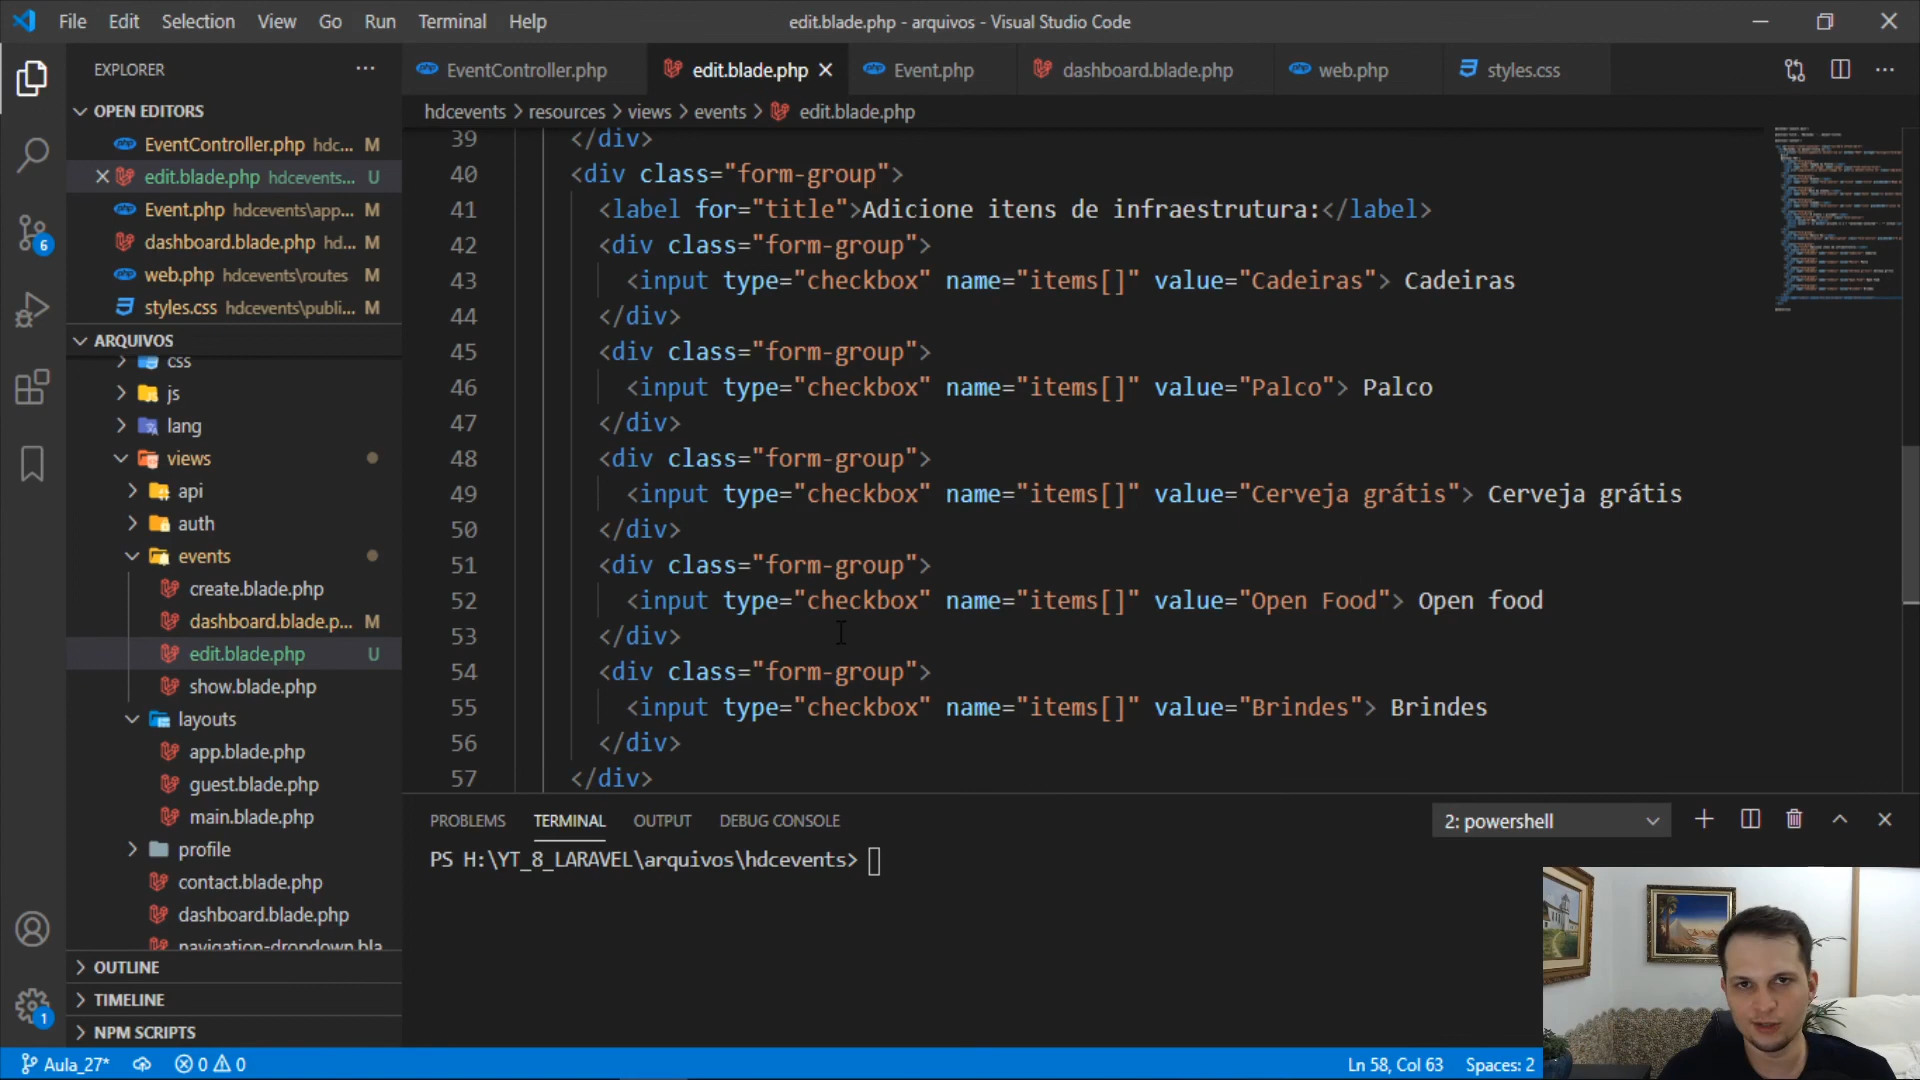 File Edit Selection View Go Run Terminal Help
edit.blade.php - arquivos - Visual Studio Code
EXPLORER
OPEN EDITORS
EventController.php hdc... M
edit.blade.php hdcevents... U
Event.php hdcevents\app... M
dashboard.blade.php hd... M
web.php hdcevents\routes M
styles.css hdcevents\publi... M
ARQUIVOS
css
js
lang
views
api
auth
events
create.blade.php
dashboard.blade.p... M
edit.blade.php U
show.blade.php
layouts
app.blade.php
guest.blade.php
main.blade.php
profile
contact.blade.php
dashboard.blade.php
navigation-dropdown.bla
OUTLINE
TIMELINE
NPM SCRIPTS
6
1
EventController.php edit.blade.php Event.php dashboard.blade.php web.php styles.css
hdcevents > resources > views > events > edit.blade.php
39 </div>
40 <div class="form-group">
41 <label for="title">Adicione itens de infraestrutura:</label>
42 <div class="form-group">
43 <input type="checkbox" name="items[]" value="Cadeiras"> Cadeiras
44 </div>
45 <div class="form-group">
46 <input type="checkbox" name="items[]" value="Palco"> Palco
47 </div>
48 <div class="form-group">
49 <input type="checkbox" name="items[]" value="Cerveja grátis"> Cerveja grátis
50 </div>
51 <div class="form-group">
52 <input type="checkbox" name="items[]" value="Open Food"> Open food
53 </div>
54 <div class="form-group">
55 <input type="checkbox" name="items[]" value="Brindes"> Brindes
56 </div>
57 </div>
PROBLEMS TERMINAL OUTPUT DEBUG CONSOLE
2: powershell
PS H:\YT_8_LARAVEL\arquivos\hdcevents>
Aula_27* 0 0
Ln 58, Col 63 Spaces: 2